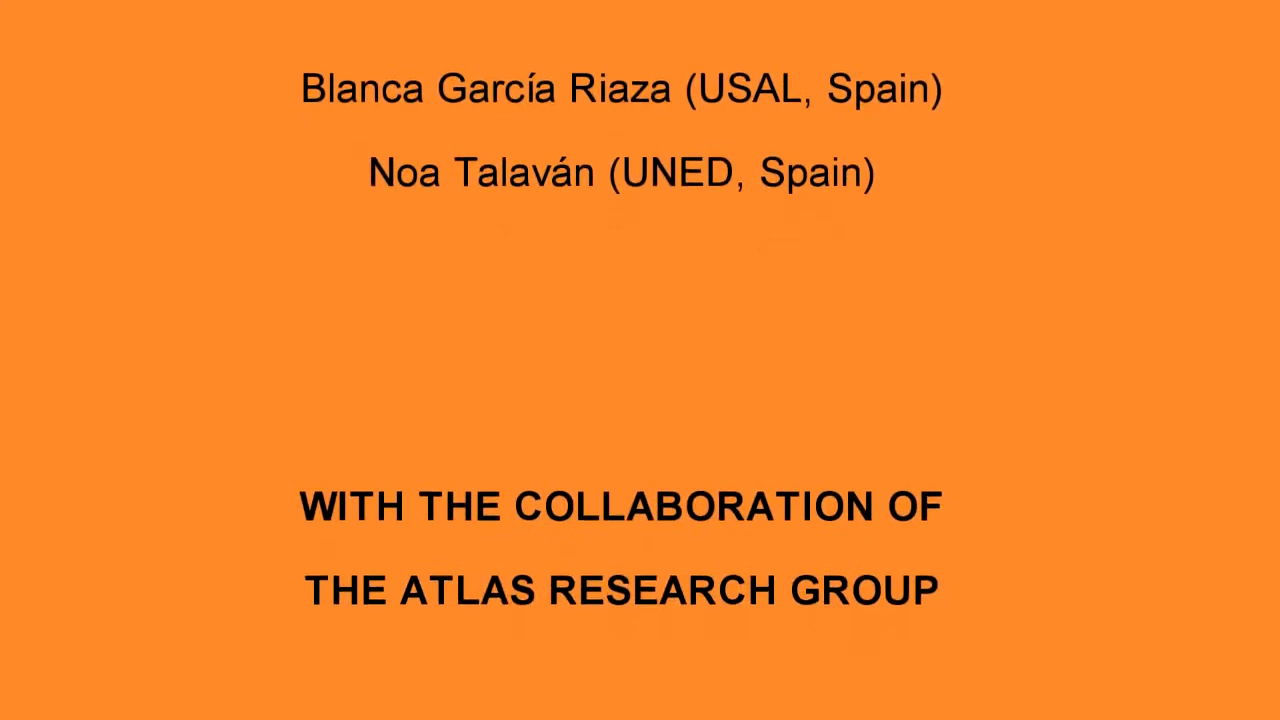 Blanca García Riaza (USAL, Spain)
Noa Talaván (UNED, Spain)
WITH THE COLLABORATION OF
THE ATLAS RESEARCH GROUP